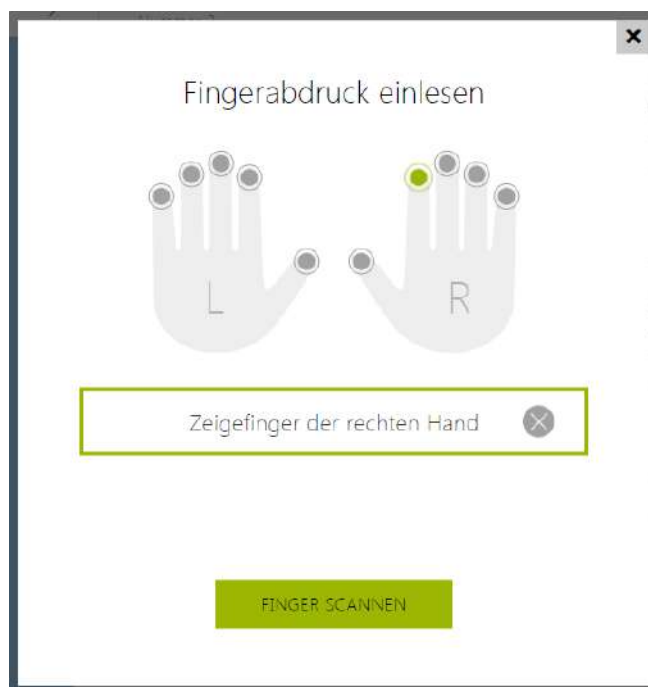 Fingerabdruck einlesen
L
R
Zeigefinger der rechten Hand
FINGER SCANNEN